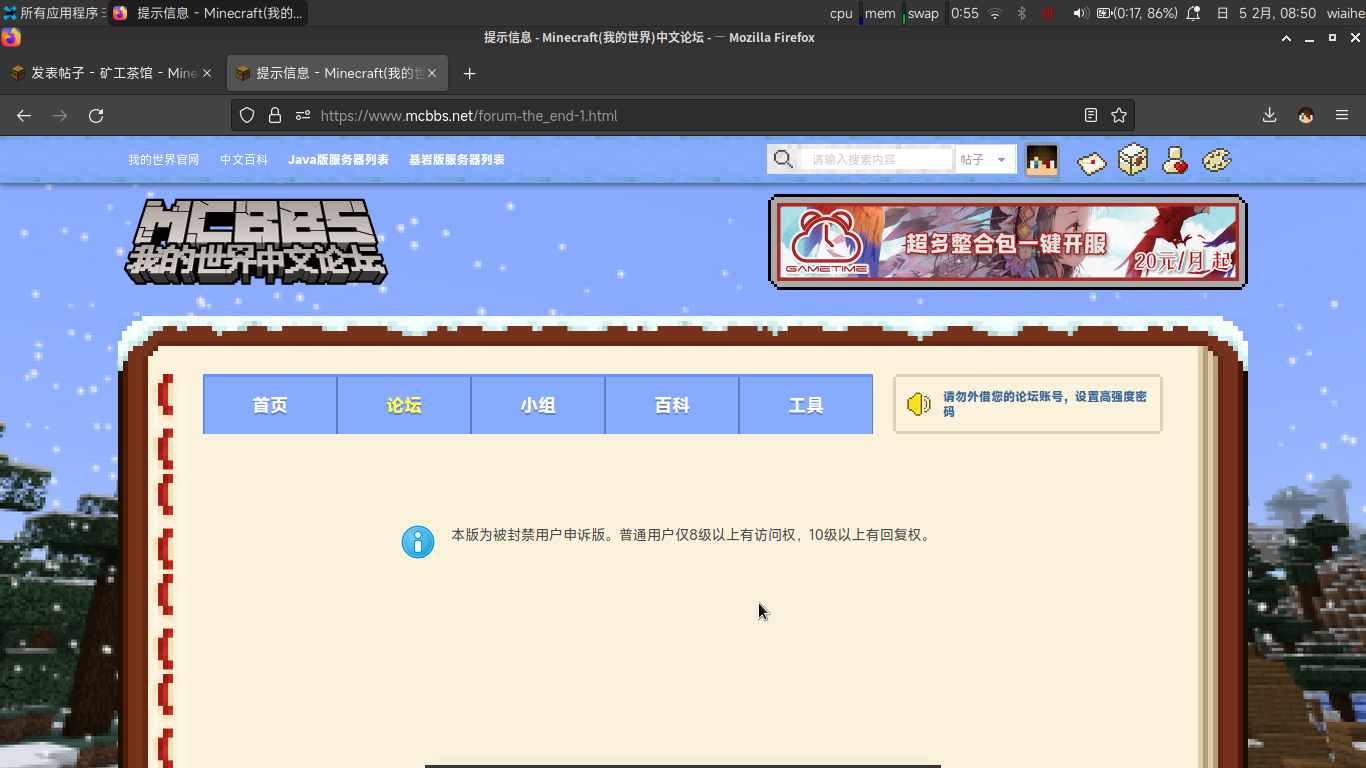 所有应用程序
提示信息 - Minecraft(我的...
cpu mem swap 0:55 (0:17, 86%) 日 5 2月, 08:50 wiaihe
提示信息 - Minecraft(我的世界)中文论坛 - — Mozilla Firefox
发表帖子 - 矿工茶馆 - Mine
提示信息 - Minecraft(我的世
https://www.mcbbs.net/forum-the_end-1.html
我的世界官网 中文百科 Java版服务器列表 基岩版服务器列表
请输入搜索内容 帖子
MCBBS
我的世界中文论坛
GAMETIME
超多整合包一键开服
20元/月 起
首页 论坛 小组 百科 工具
请勿外借您的论坛账号，设置高强度密
码
本版为被封禁用户申诉版。普通用户仅8级以上有访问权，10级以上有回复权。